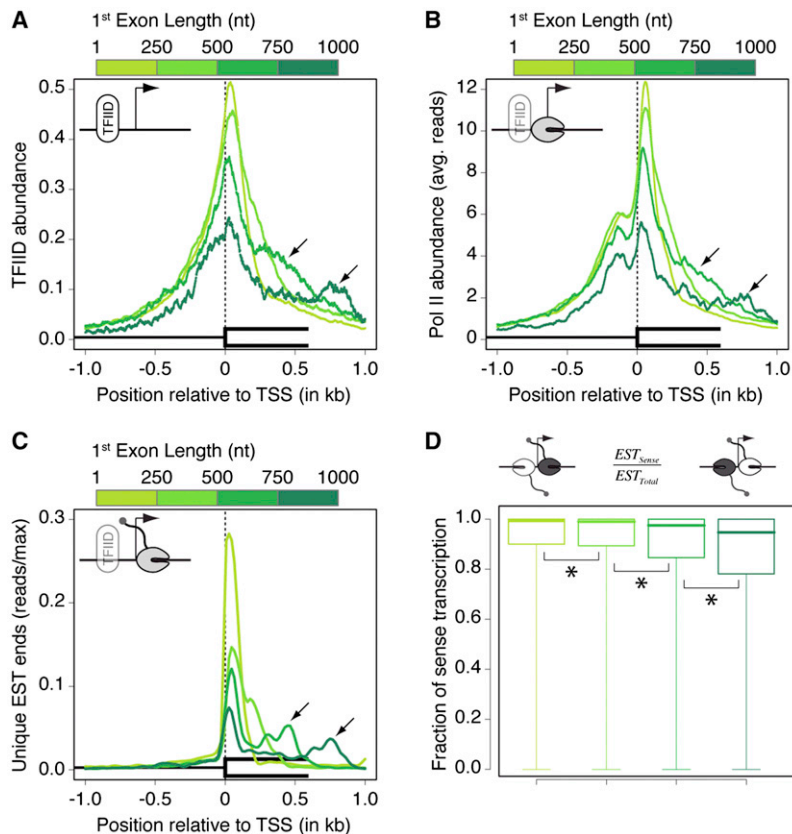 A
1st Exon Length (nt)
1 250 500 750 1000
TFIID abundance
0.5
0.4
0.3
0.2
0.1
0.0
TFIID
-1.0 -0.5 0 0.5 1.0
Position relative to TSS (in kb)
B
1st Exon Length (nt)
1 250 500 750 1000
Pol II abundance (avg. reads)
12
10
8
6
4
2
0
TFIID
-1.0 -0.5 0 0.5 1.0
Position relative to TSS (in kb)
C
1st Exon Length (nt)
1 250 500 750 1000
Unique EST ends (reads/max)
0.3
0.2
0.1
0.0
TFIID
-1.0 -0.5 0 0.5 1.0
Position relative to TSS (in kb)
D
EST Sense
EST Total
Fraction of sense transcription
1.0
0.8
0.6
0.4
0.2
0.0
* * *